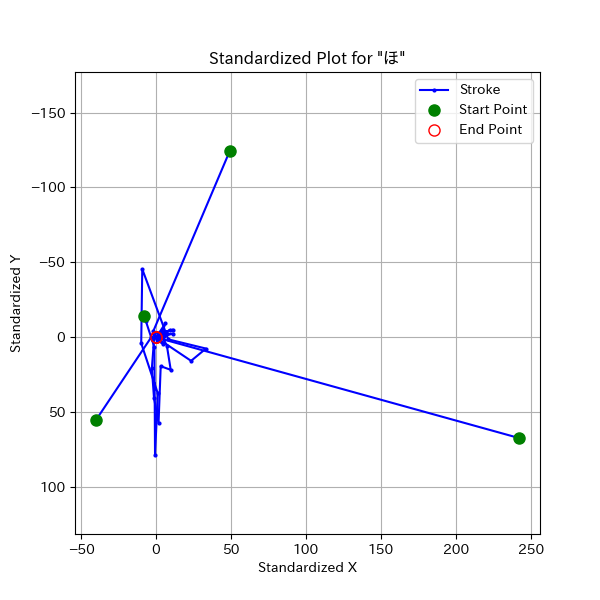 Standardized Plot for "ほ"
Stroke
Start Point
End Point
Standardized Y
−150
−100
−50
0
50
100
−50 0 50 100 150 200 250
Standardized X